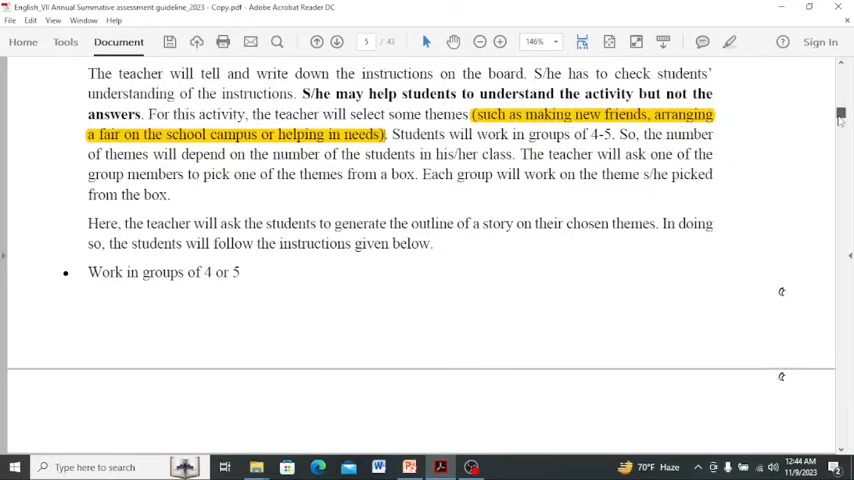 English_VII Annual Summative assessment guideline_2023 - Copy.pdf - Adobe Acrobat Reader DC
File Edit View Window Help
Home Tools Document 5 / 43 146% Sign In
The teacher will tell and write down the instructions on the board. S/he has to check students'
understanding of the instructions. S/he may help students to understand the activity but not the
answers. For this activity, the teacher will select some themes (such as making new friends, arranging
a fair on the school campus or helping in needs). Students will work in groups of 4-5. So, the number
of themes will depend on the number of the students in his/her class. The teacher will ask one of the
group members to pick one of the themes from a box. Each group will work on the theme s/he picked
from the box.
Here, the teacher will ask the students to generate the outline of a story on their chosen themes. In doing
so, the students will follow the instructions given below.
• Work in groups of 4 or 5
Type here to search 70°F Haze 12:44 AM
11/9/2023 2